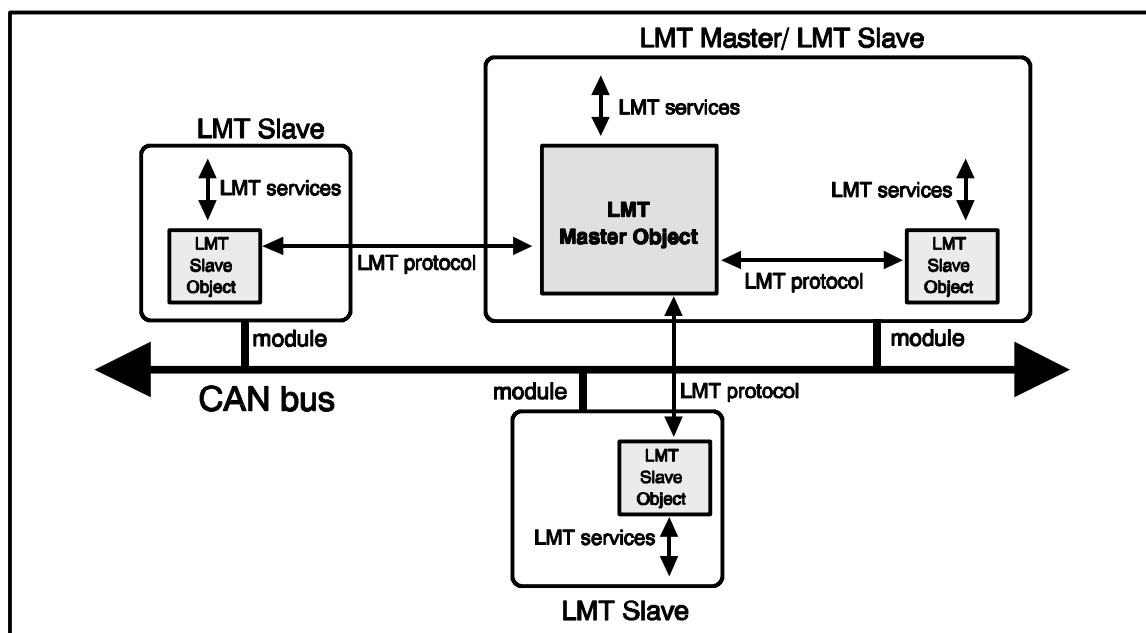 LMT Master/ LMT Slave
LMT services
LMT Slave
LMT services
LMT services
LMT
Master Object
LMT
Slave
Object
LMT protocol
LMT protocol
LMT
Slave
Object
module
module
CAN bus
module
LMT protocol
LMT
Slave
Object
LMT services
LMT Slave